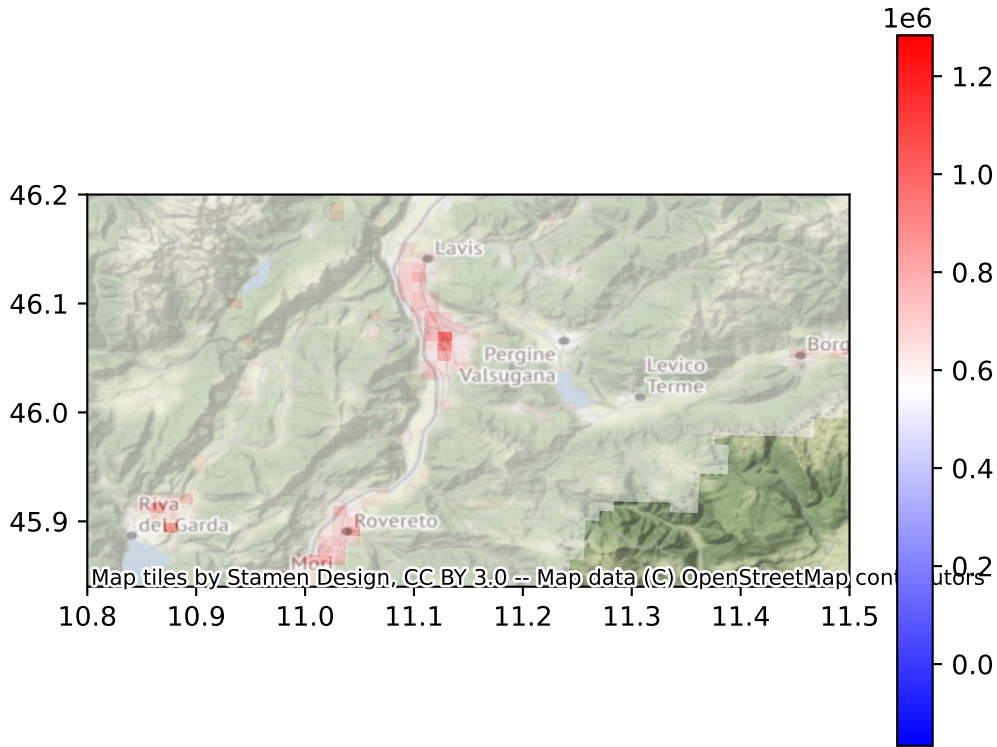 1e6
1.2
1.0
0.8
0.6
0.4
0.2
0.0
46.2
46.1
46.0
45.9
Lavis
Pergine
Valsugana
Levico
Terme
Borg
Riva
del Garda
Rovereto
Mori
Map tiles by Stamen Design, CC BY 3.0 -- Map data (C) OpenStreetMap
10.8
10.9
11.0
11.1
11.2
11.3
11.4
11.5